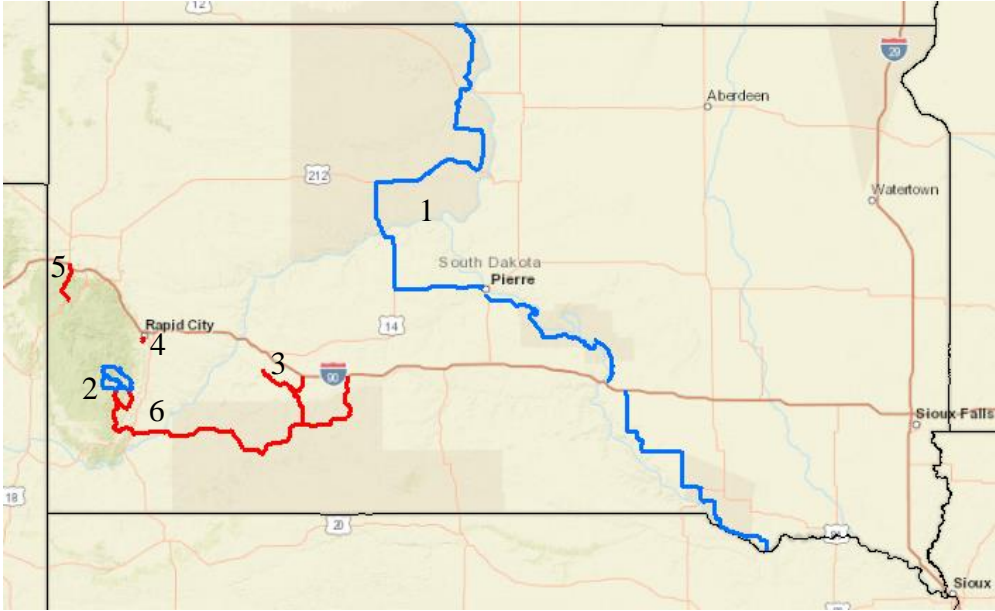 12
29
Aberdeen
212
Watertown
1
5
South Dakota
Pierre
Rapid City
14
4
3
90
2
6
Sioux Falls
18
20
Sioux